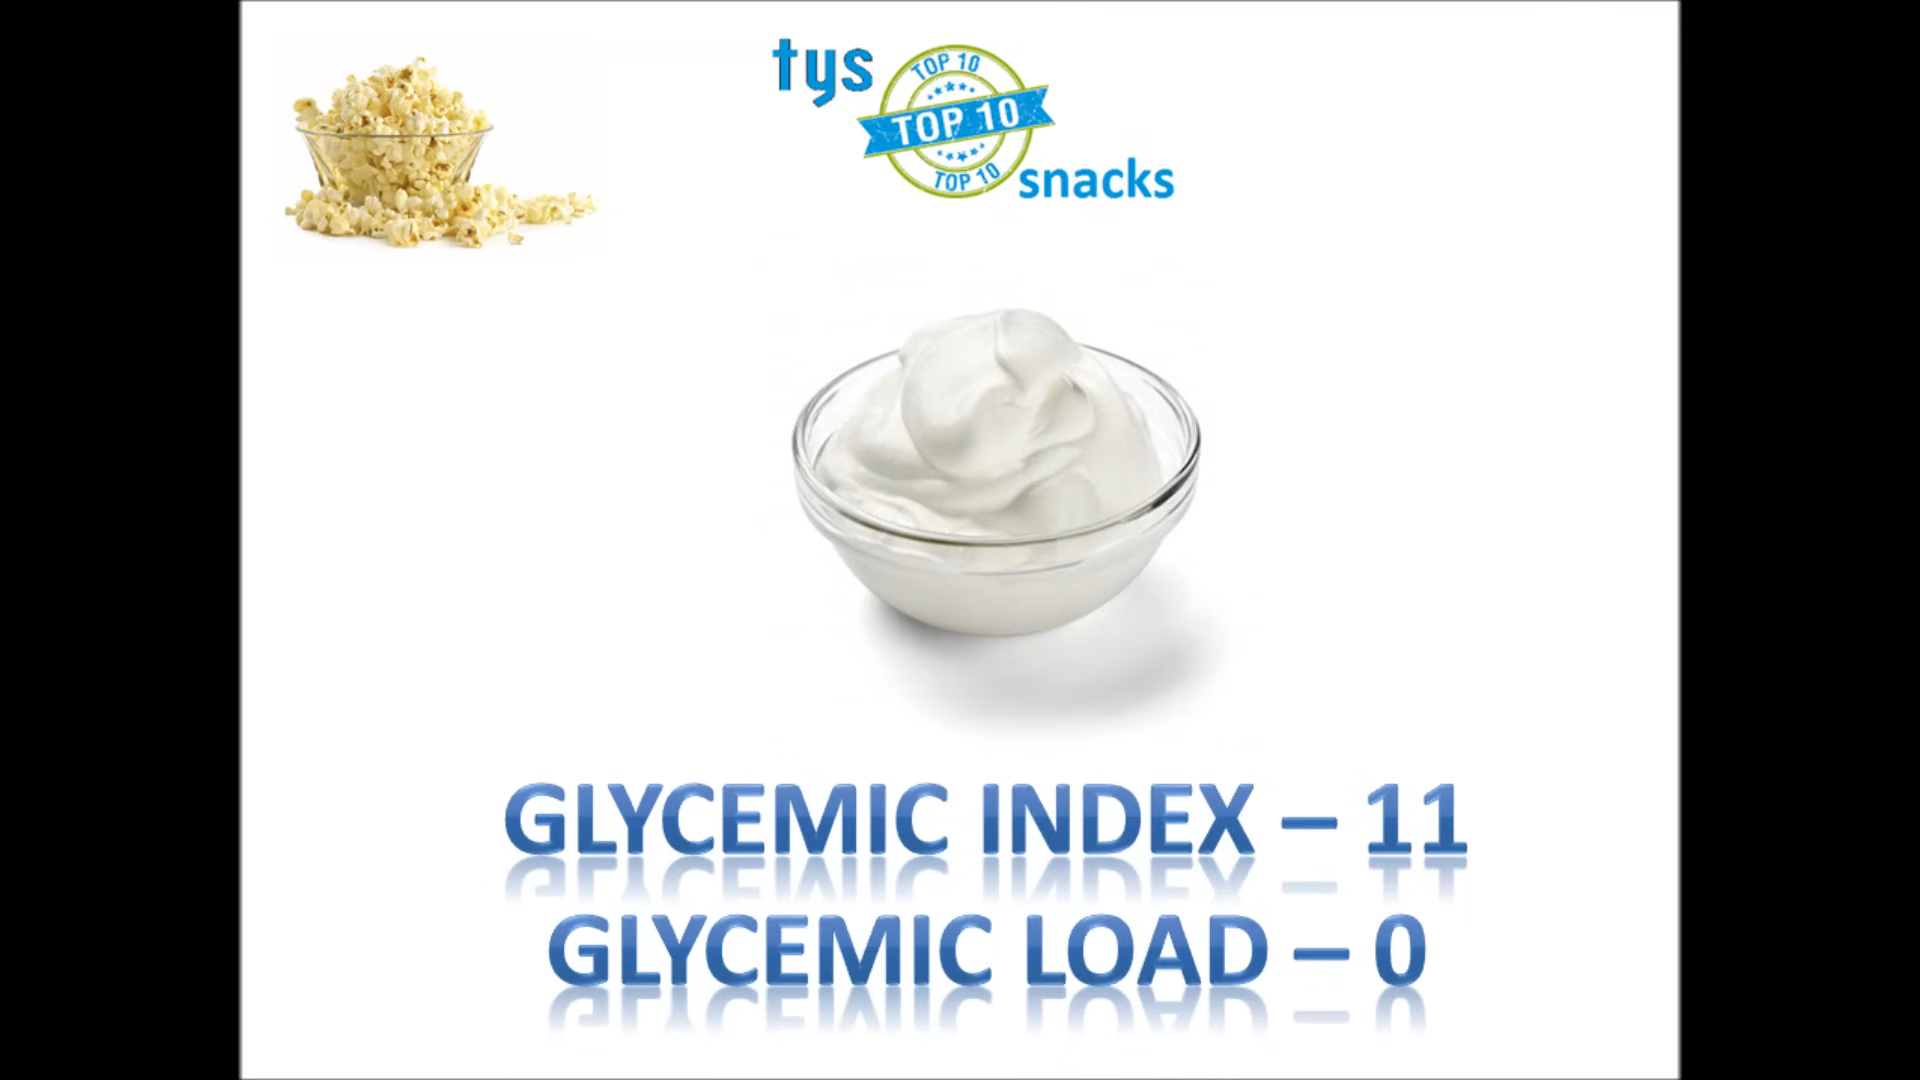 tys
TOP 10
TOP 10
TOP 10
snacks
GLYCEMIC INDEX – 11
GLYCEMIC LOAD – 0